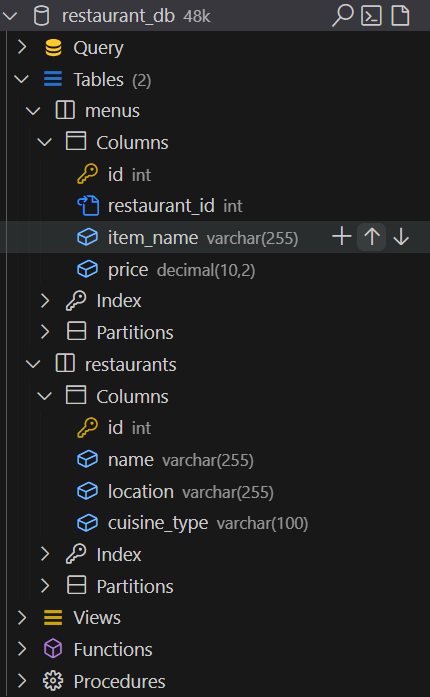 restaurant_db 48k
Query
Tables (2)
menus
Columns
id int
restaurant_id int
item_name varchar(255)
price decimal(10,2)
Index
Partitions
restaurants
Columns
id int
name varchar(255)
location varchar(255)
cuisine_type varchar(100)
Index
Partitions
Views
Functions
Procedures